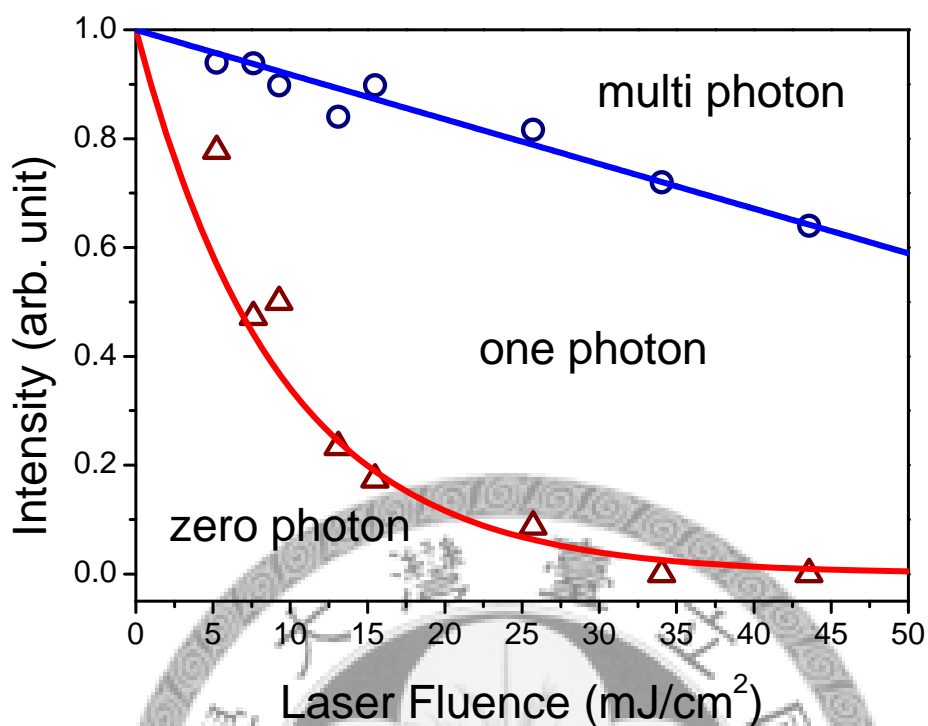 1.0
0.8
0.6
0.4
0.2
0.0
Intensity (arb. unit)
multi photon
one photon
zero photon
0 5 10 15 20 25 30 35 40 45 50
Laser Fluence (mJ/cm²)